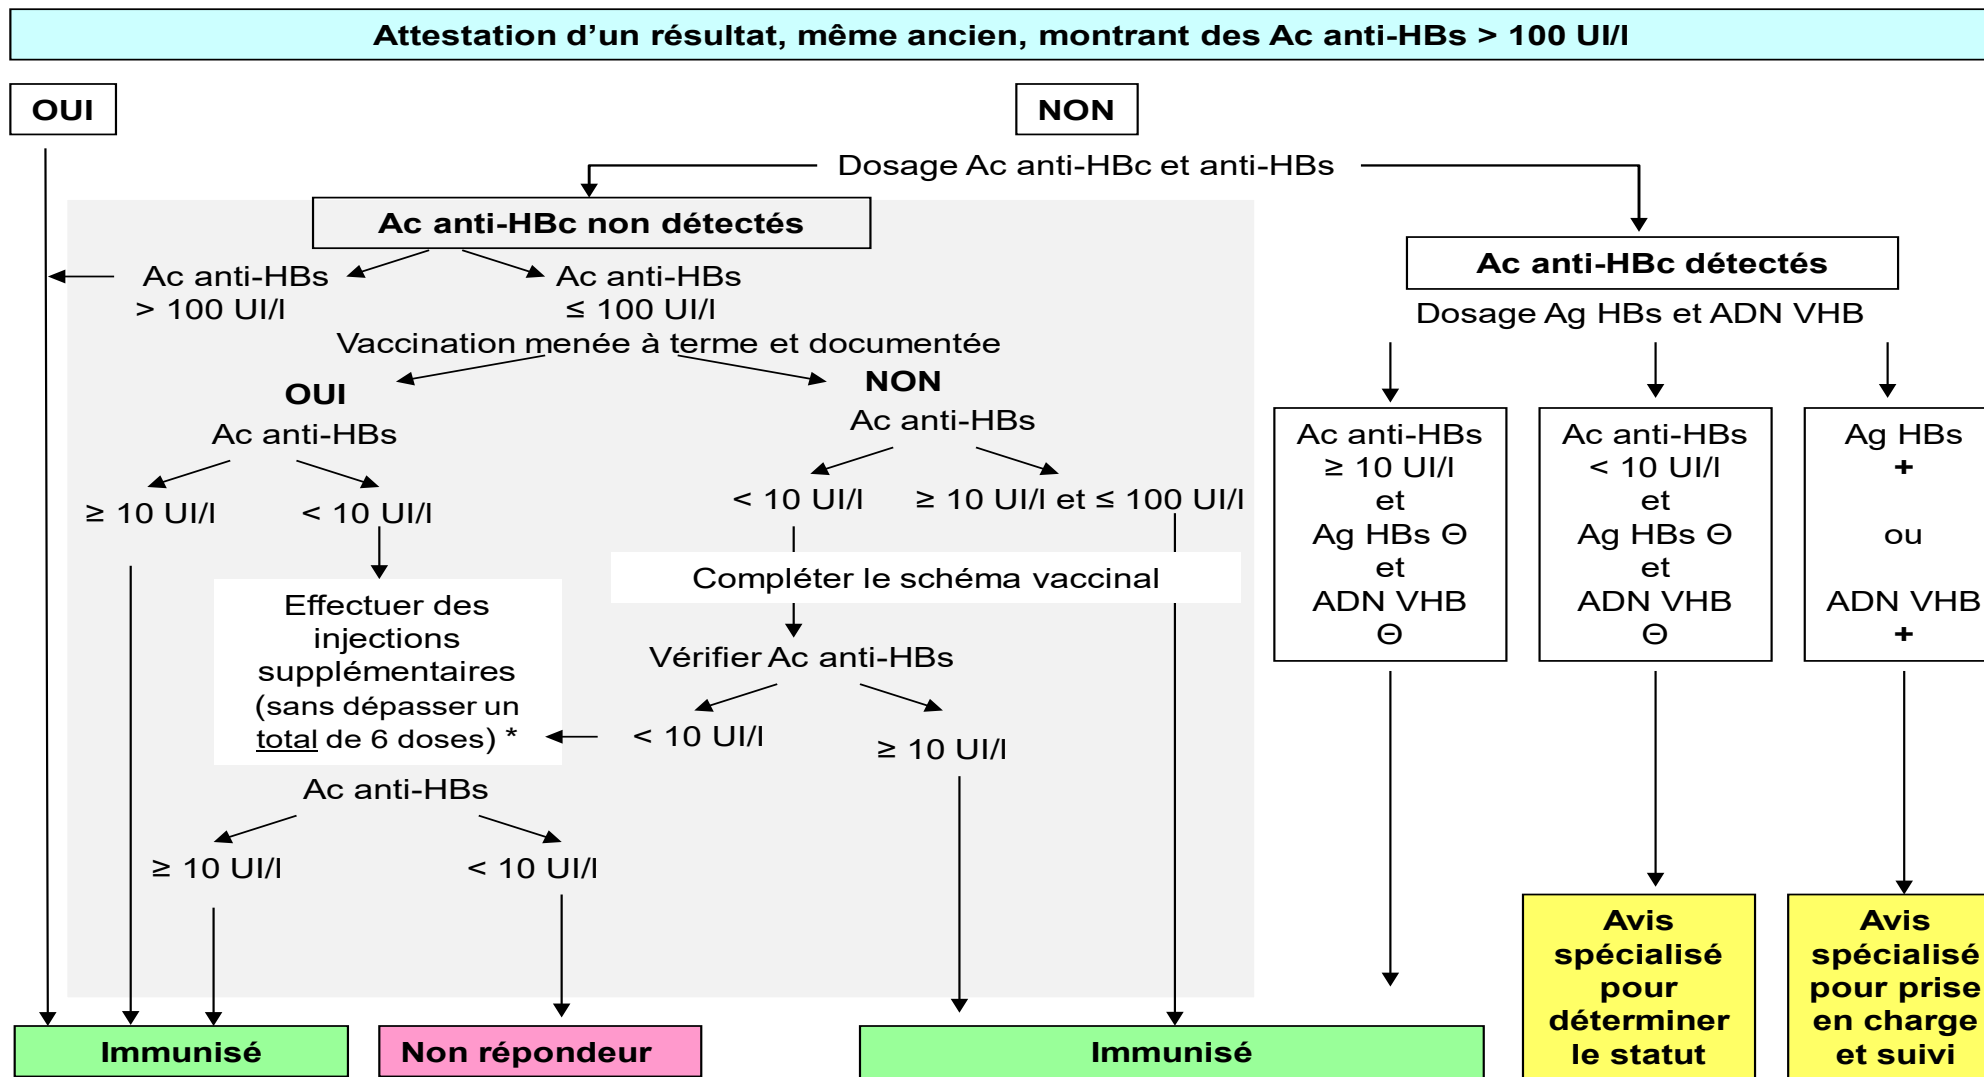 Attestation d’un résultat, même ancien, montrant des Ac anti-HBs > 100 UI/l
OUI
NON
Dosage Ac anti-HBc et anti-HBs
Ac anti-HBc non détectés
Ac anti-HBs
> 100 UI/l
Ac anti-HBs
≤ 100 UI/l
Vaccination menée à terme et documentée
OUI
Ac anti-HBs
≥ 10 UI/l
< 10 UI/l
Effectuer des
injections
supplémentaires
(sans dépasser un
total de 6 doses) *
Ac anti-HBs
≥ 10 UI/l
< 10 UI/l
NON
Ac anti-HBs
< 10 UI/l
≥ 10 UI/l et ≤ 100 UI/l
Compléter le schéma vaccinal
Vérifier Ac anti-HBs
< 10 UI/l
≥ 10 UI/l
Ac anti-HBc détectés
Dosage Ag HBs et ADN VHB
Ac anti-HBs
≥ 10 UI/l
et
Ag HBs Θ
et
ADN VHB
Θ
Ac anti-HBs
< 10 UI/l
et
Ag HBs Θ
et
ADN VHB
Θ
Ag HBs
+
ou
ADN VHB
+
Immunisé
Non répondeur
Immunisé
Avis
spécialisé
pour
déterminer
le statut
Avis
spécialisé
pour prise
en charge
et suivi